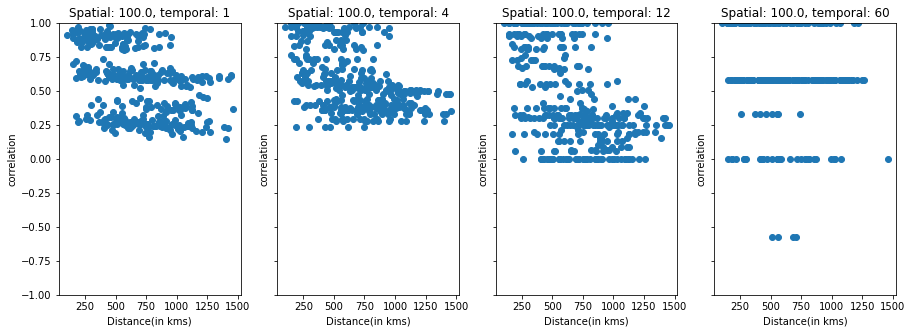 Spatial: 100.0, temporal: 1
Spatial: 100.0, temporal: 4
Spatial: 100.0, temporal: 12
Spatial: 100.0, temporal: 60
1.00
0.75
0.50
0.25
0.00
−0.25
−0.50
−0.75
−1.00
correlation
correlation
correlation
correlation
250 500 750 1000 1250 1500
250 500 750 1000 1250 1500
250 500 750 1000 1250 1500
250 500 750 1000 1250 1500
Distance(in kms)
Distance(in kms)
Distance(in kms)
Distance(in kms)